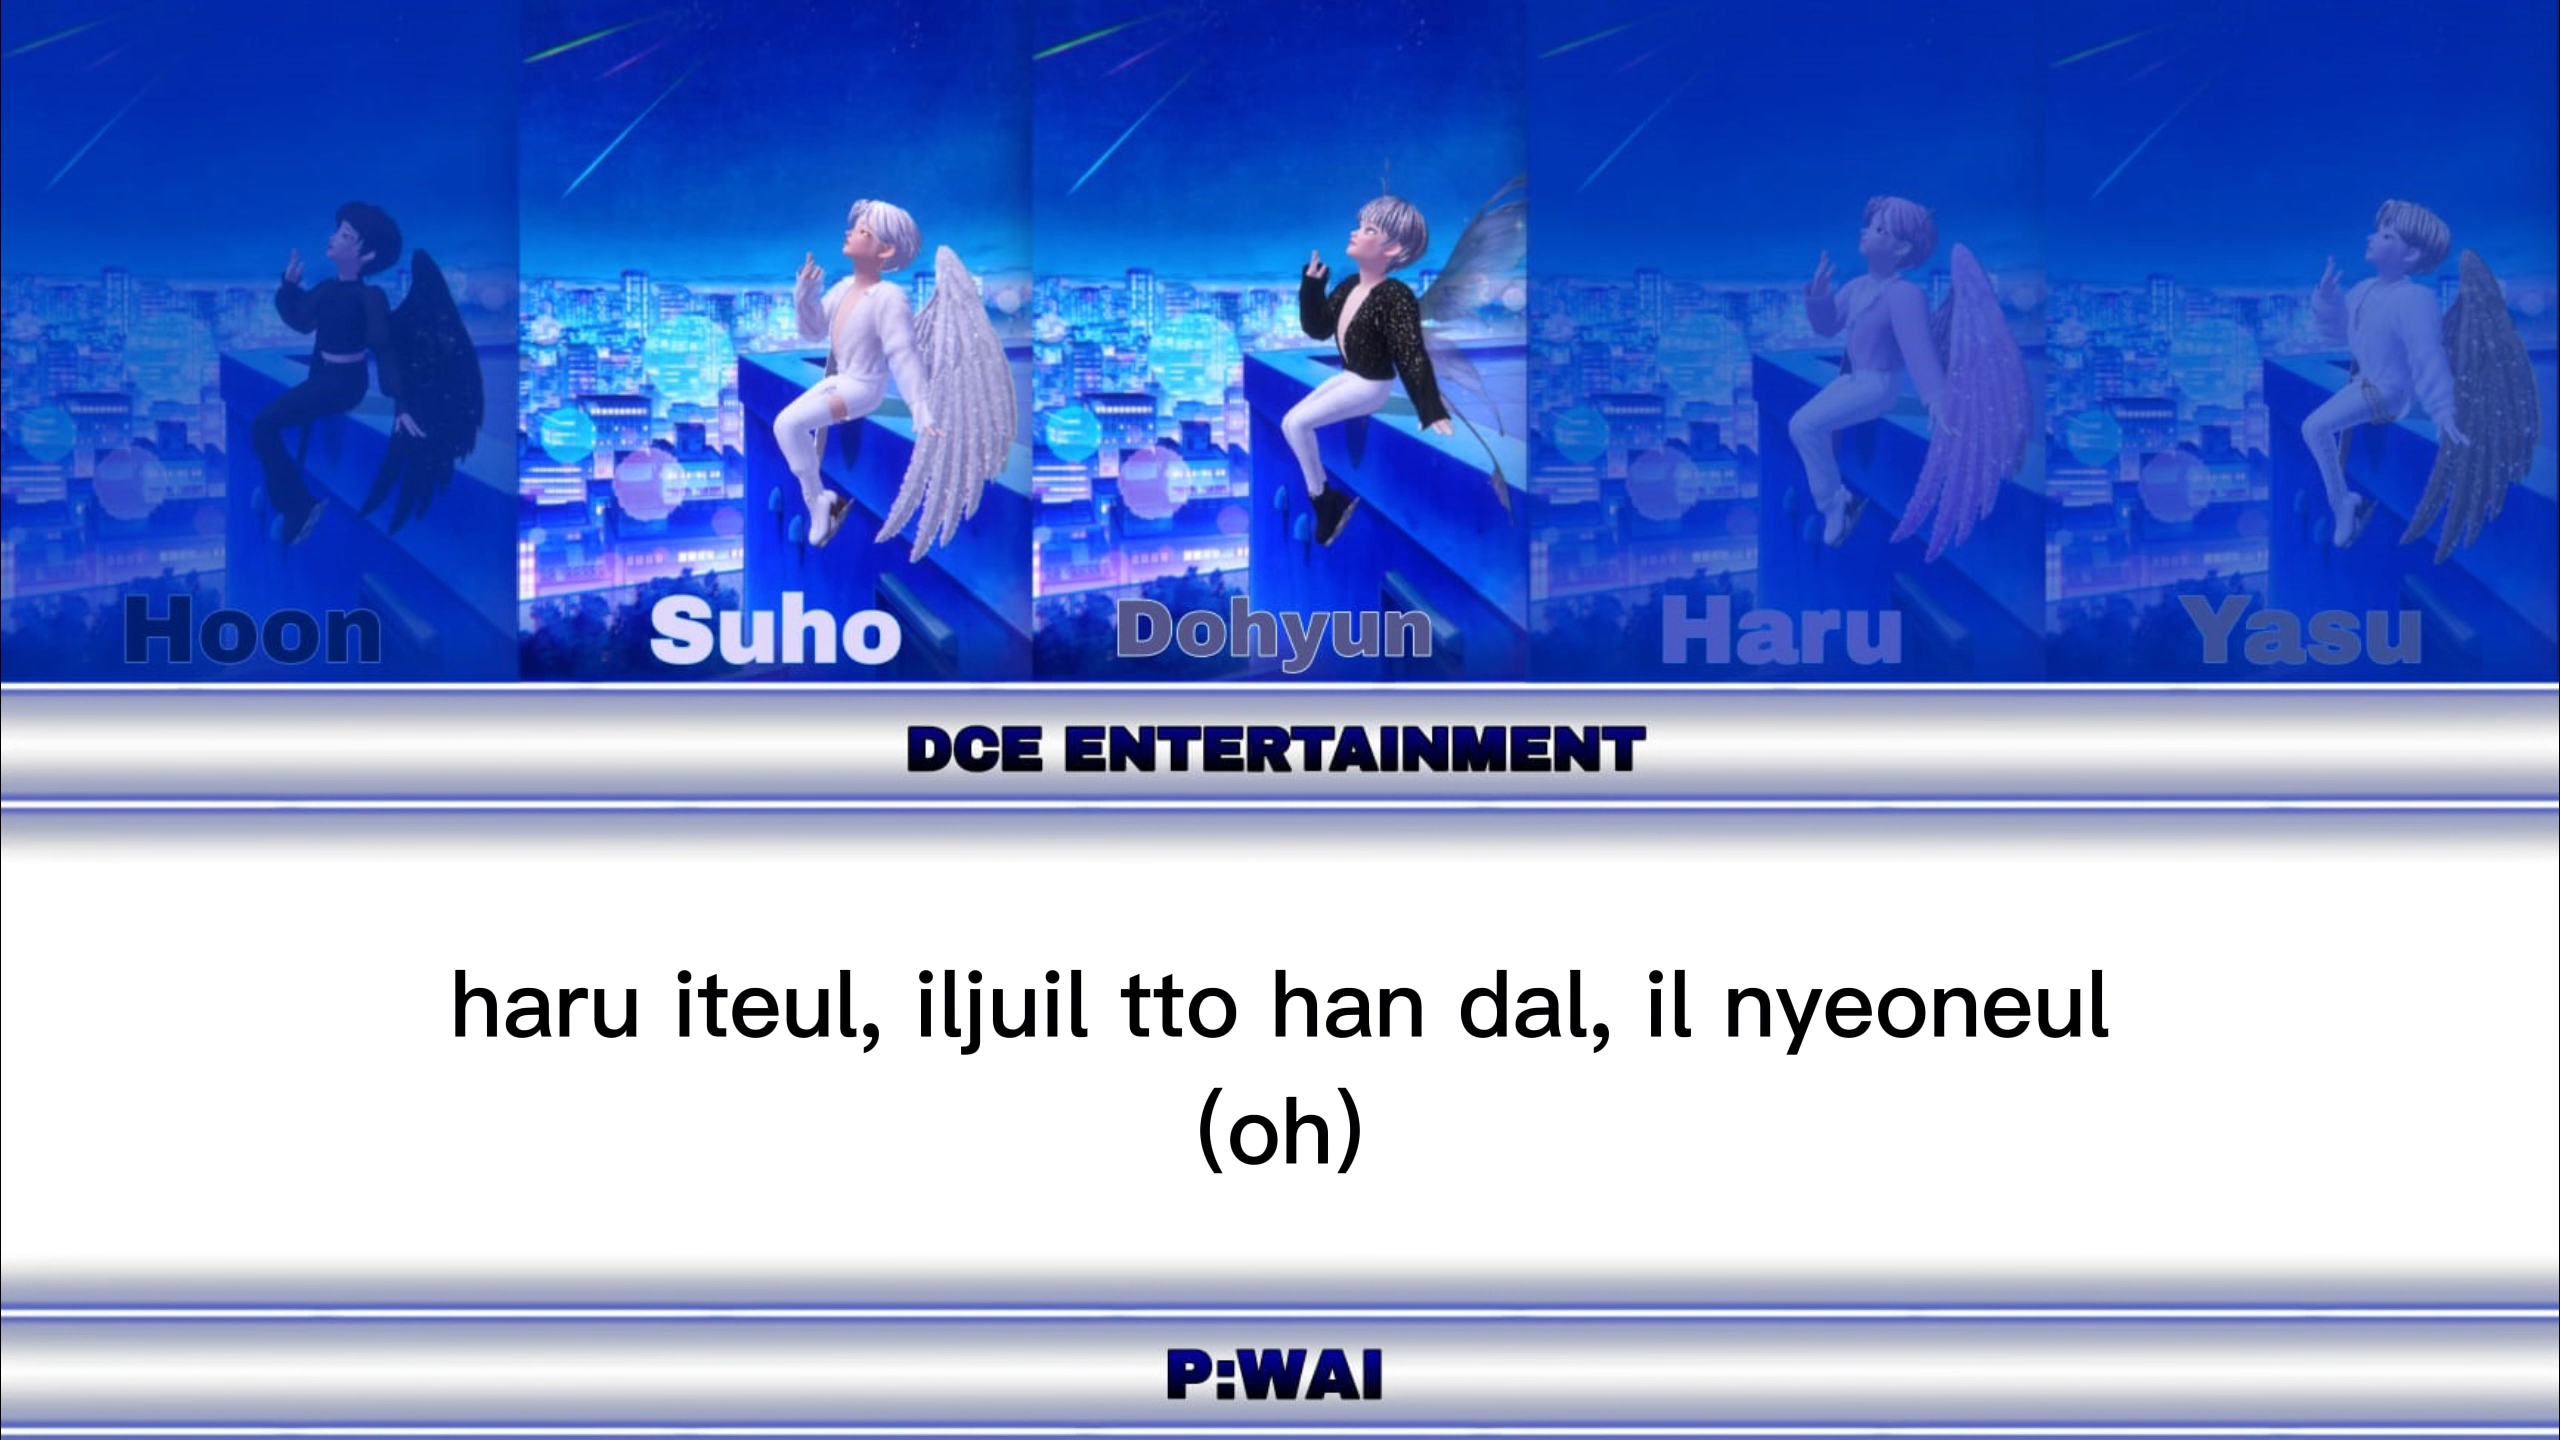 Hoon
Suho
Dohyun
Haru
Yasu
DCE ENTERTAINMENT
haru iteul, iljuil tto han dal, il nyeoneul
(oh)
P:WAI